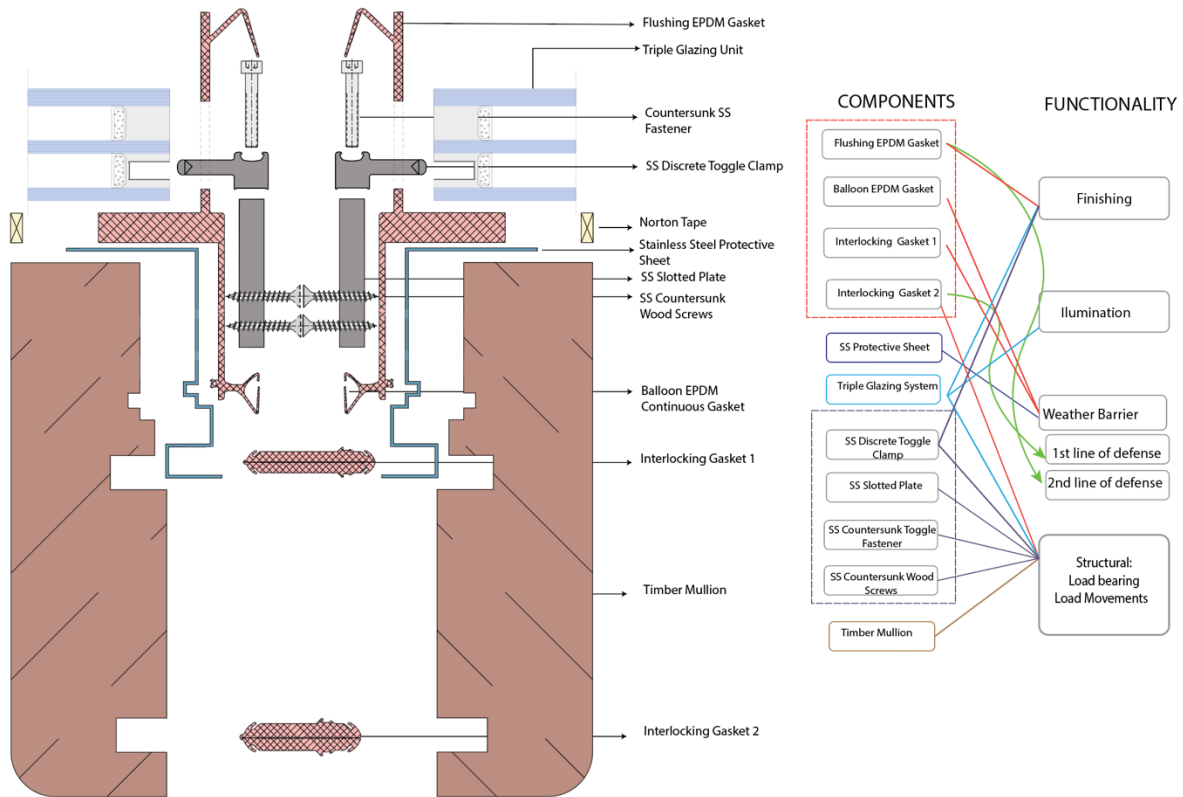 Flushing EPDM Gasket
Triple Glazing Unit
Countersunk SS
Fastener
SS Discrete Toggle Clamp
Norton Tape
Stainless Steel Protective
Sheet
SS Slotted Plate
SS Countersunk
Wood Screws
Balloon EPDM
Continuous Gasket
Interlocking Gasket 1
Timber Mullion
Interlocking Gasket 2
COMPONENTS
Flushing EPDM Gasket
Balloon EPDM Gasket
Interlocking Gasket 1
Interlocking Gasket 2
SS Protective Sheet
Triple Glazing System
SS Discrete Toggle
Clamp
SS Slotted Plate
SS Countersunk Toggle
Fastener
SS Countersunk Wood
Screws
Timber Mullion
FUNCTIONALITY
Finishing
Ilumination
Weather Barrier
1st line of defense
2nd line of defense
Structural:
Load bearing
Load Movements